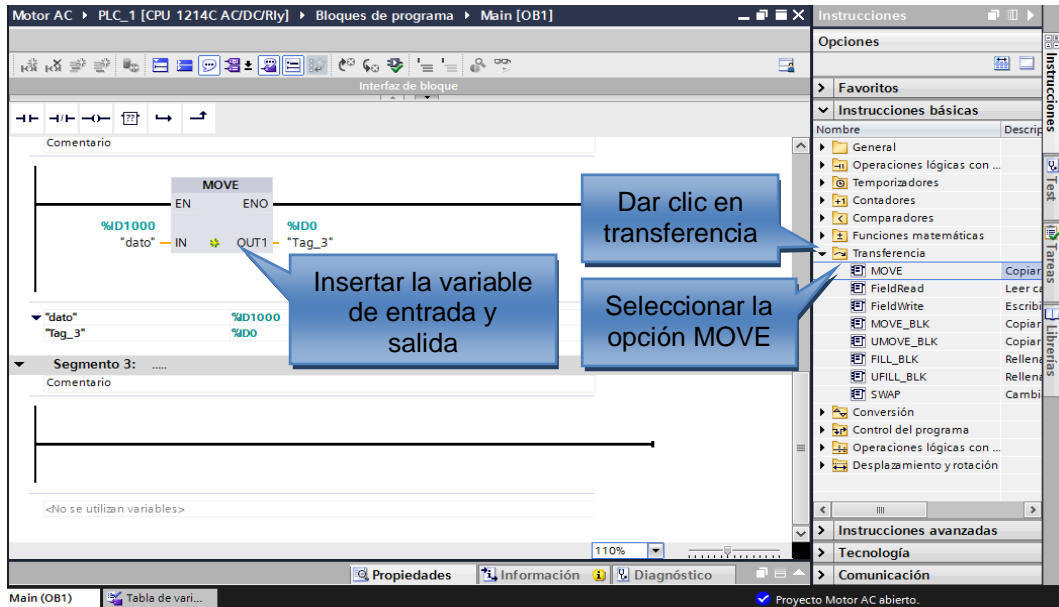 Motor AC ▸ PLC_1 [CPU 1214C AC/DC/Rly] ▸ Bloques de programa ▸ Main [OB1]
Interfaz de bloque
Comentario
MOVE
EN ENO
%ID1000 %ID0
"dato" IN OUT1 "Tag_3"
Insertar la variable
de entrada y
salida
"dato" %ID1000
"Tag_3" %ID0
Segmento 3: .....
Comentario
<No se utilizan variables>
110%
Propiedades Información Diagnóstico
Main (OB1) Tabla de vari...
Dar clic en
transferencia
Seleccionar la
opción MOVE
Instrucciones
Opciones
Favoritos
Instrucciones básicas
Nombre Descrip
General
Operaciones lógicas con ...
Temporizadores
Contadores
Comparadores
Funciones matemáticas
Transferencia
MOVE Copiar
FieldRead Leer ca
FieldWrite Escribi
MOVE_BLK Copiar
UMOVE_BLK Copiar
FILL_BLK Rellena
UFILL_BLK Rellena
SWAP Cambi
Conversión
Control del programa
Operaciones lógicas con ...
Desplazamiento y rotación
Instrucciones avanzadas
Tecnología
Comunicación
Proyecto Motor AC abierto.
Instrucciones
Test
Tareas
Librerías